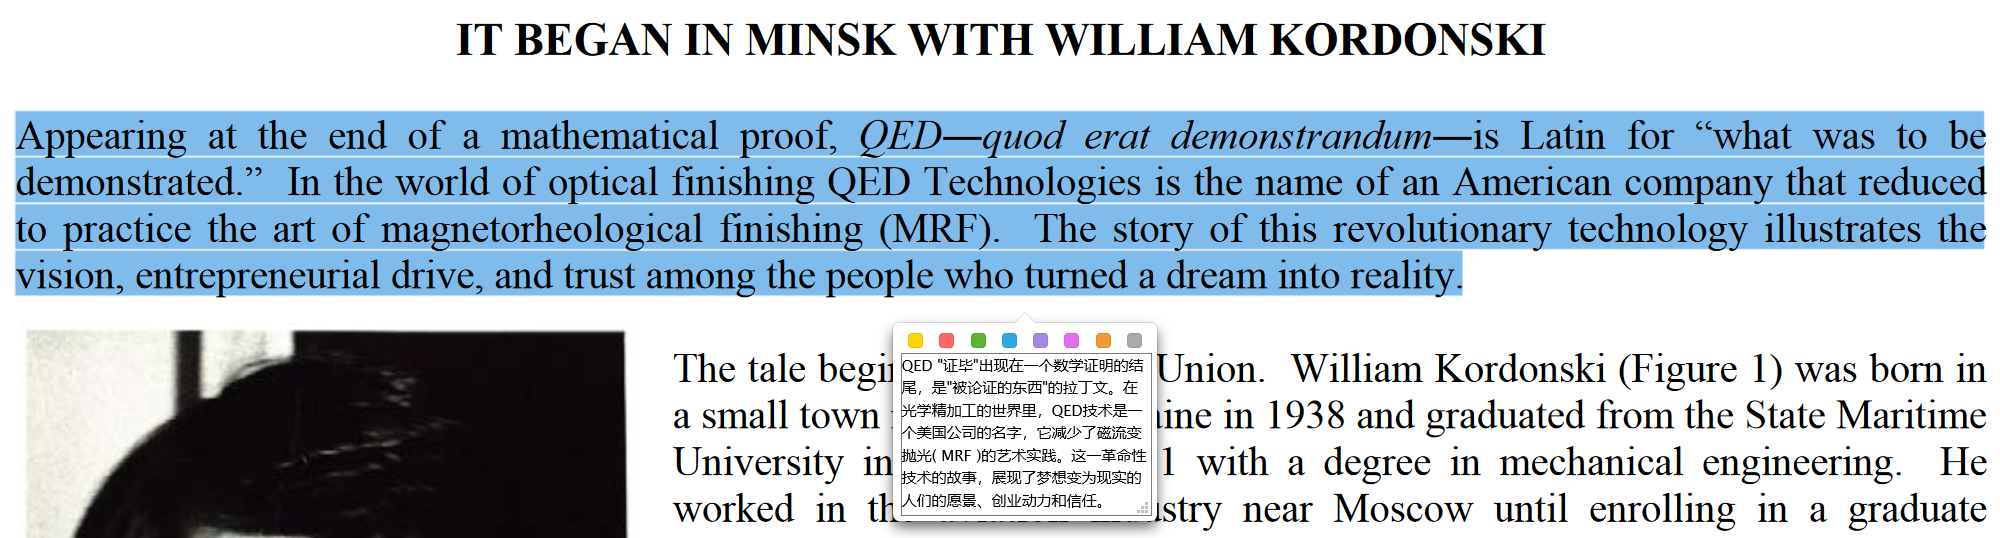 IT BEGAN IN MINSK WITH WILLIAM KORDONSKI
Appearing at the end of a mathematical proof, QED—quod erat demonstrandum—is Latin for “what was to be
demonstrated.” In the world of optical finishing QED Technologies is the name of an American company that reduced
to practice the art of magnetorheological finishing (MRF). The story of this revolutionary technology illustrates the
vision, entrepreneurial drive, and trust among the people who turned a dream into reality.
QED "证毕"出现在一个数学证明的结
尾，是"被论证的东西"的拉丁文。在
光学精加工的世界里，QED技术是一
个美国公司的名字，它减少了磁流变
抛光( MRF )的艺术实践。这一革命性
技术的故事，展现了梦想变为现实的
人们的愿景、创业动力和信任。
The tale Union. William Kordonski (Figure 1) was born in
a small town in 1938 and graduated from the State Maritime
University in 1 with a degree in mechanical engineering. He
worked in near Moscow until enrolling in a graduate